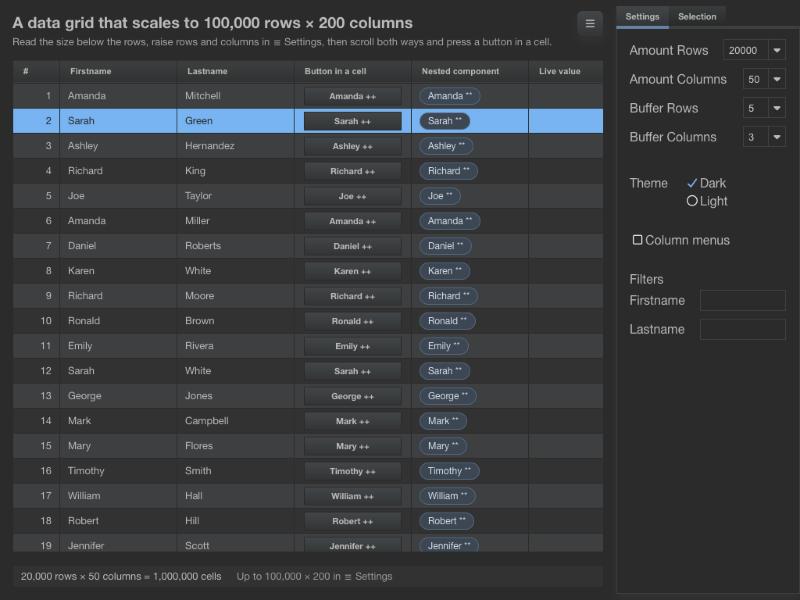 A data grid that scales to 100,000 rows × 200 columns
Read the size below the rows, raise rows and columns in ≡ Settings, then scroll both ways and press a button in a cell.
# Firstname Lastname Button in a cell Nested component Live value
1 Amanda Mitchell Amanda ++ Amanda **
2 Sarah Green Sarah ++ Sarah **
3 Ashley Hernandez Ashley ++ Ashley **
4 Richard King Richard ++ Richard **
5 Joe Taylor Joe ++ Joe **
6 Amanda Miller Amanda ++ Amanda **
7 Daniel Roberts Daniel ++ Daniel **
8 Karen White Karen ++ Karen **
9 Richard Moore Richard ++ Richard **
10 Ronald Brown Ronald ++ Ronald **
11 Emily Rivera Emily ++ Emily **
12 Sarah White Sarah ++ Sarah **
13 George Jones George ++ George **
14 Mark Campbell Mark ++ Mark **
15 Mary Flores Mary ++ Mary **
16 Timothy Smith Timothy ++ Timothy **
17 William Hall William ++ William **
18 Robert Hill Robert ++ Robert **
19 Jennifer Scott Jennifer ++ Jennifer **
20,000 rows × 50 columns = 1,000,000 cells Up to 100,000 × 200 in ≡ Settings
Settings Selection
Amount Rows 20000
Amount Columns 50
Buffer Rows 5
Buffer Columns 3
Theme Dark
Light
Column menus
Filters
Firstname
Lastname